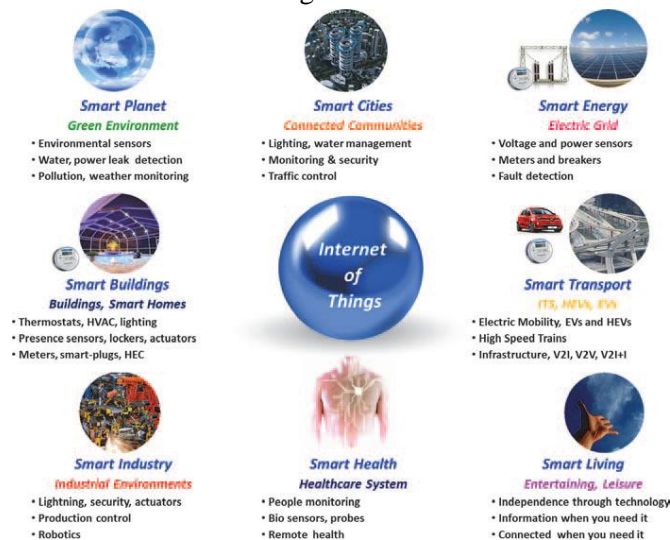 Smart Planet
Green Environment
• Environmental sensors
• Water, power leak detection
• Pollution, weather monitoring
Smart Cities
Connected Communities
• Lighting, water management
• Monitoring & security
• Traffic control
Smart Energy
Electric Grid
• Voltage and power sensors
• Meters and breakers
• Fault detection
Smart Buildings
Buildings, Smart Homes
• Thermostats, HVAC, lighting
• Presence sensors, lockers, actuators
• Meters, smart-plugs, HEC
Internet
of
Things
Smart Transport
ITS, HEVs, EVs
• Electric Mobility, EVs and HEVs
• High Speed Trains
• Infrastructure, V2I, V2V, V2I+I
Smart Industry
Industrial Environments
• Lightning, security, actuators
• Production control
• Robotics
Smart Health
Healthcare System
• People monitoring
• Bio sensors, probes
• Remote health
Smart Living
Entertaining, Leisure
• Independence through technology
• Information when you need it
• Connected when you need it